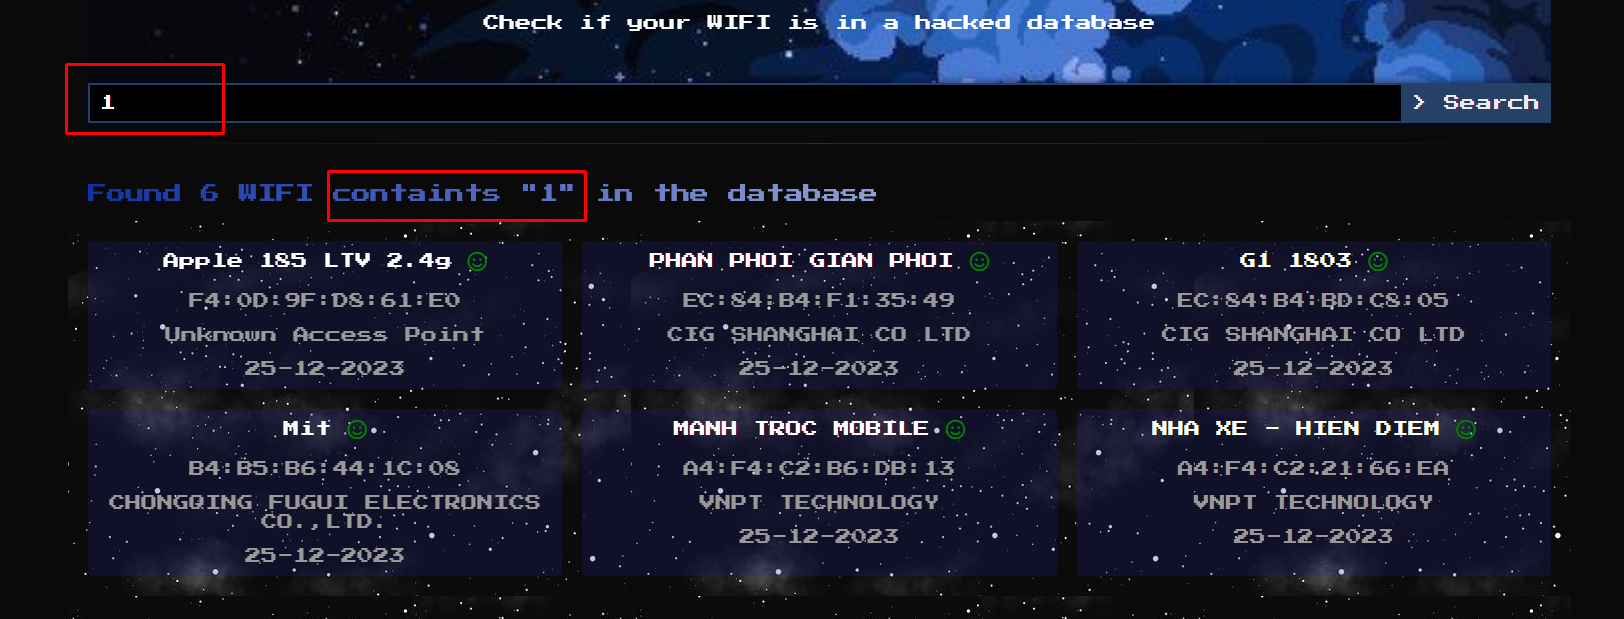 Check if your WIFI is in a hacked database
1
> Search
Found 6 WIFI containts "1" in the database
Apple 185 LTV 2.4g
F4:0D:9F:D8:61:E0
Unknown Access Point
25-12-2023
PHAN PHOI GIAN PHOI
EC:84:B4:F1:35:49
CIG SHANGHAI CO LTD
25-12-2023
G1 1803
EC:84:B4:BD:C8:05
CIG SHANGHAI CO LTD
25-12-2023
Mit
B4:B5:B6:44:1C:08
CHONGQING FUGUI ELECTRONICS
CO.,LTD.
25-12-2023
MANH TROC MOBILE
A4:F4:C2:B6:DB:13
VNPT TECHNOLOGY
25-12-2023
NHA XE - HIEN DIEM
A4:F4:C2:21:66:EA
VNPT TECHNOLOGY
25-12-2023